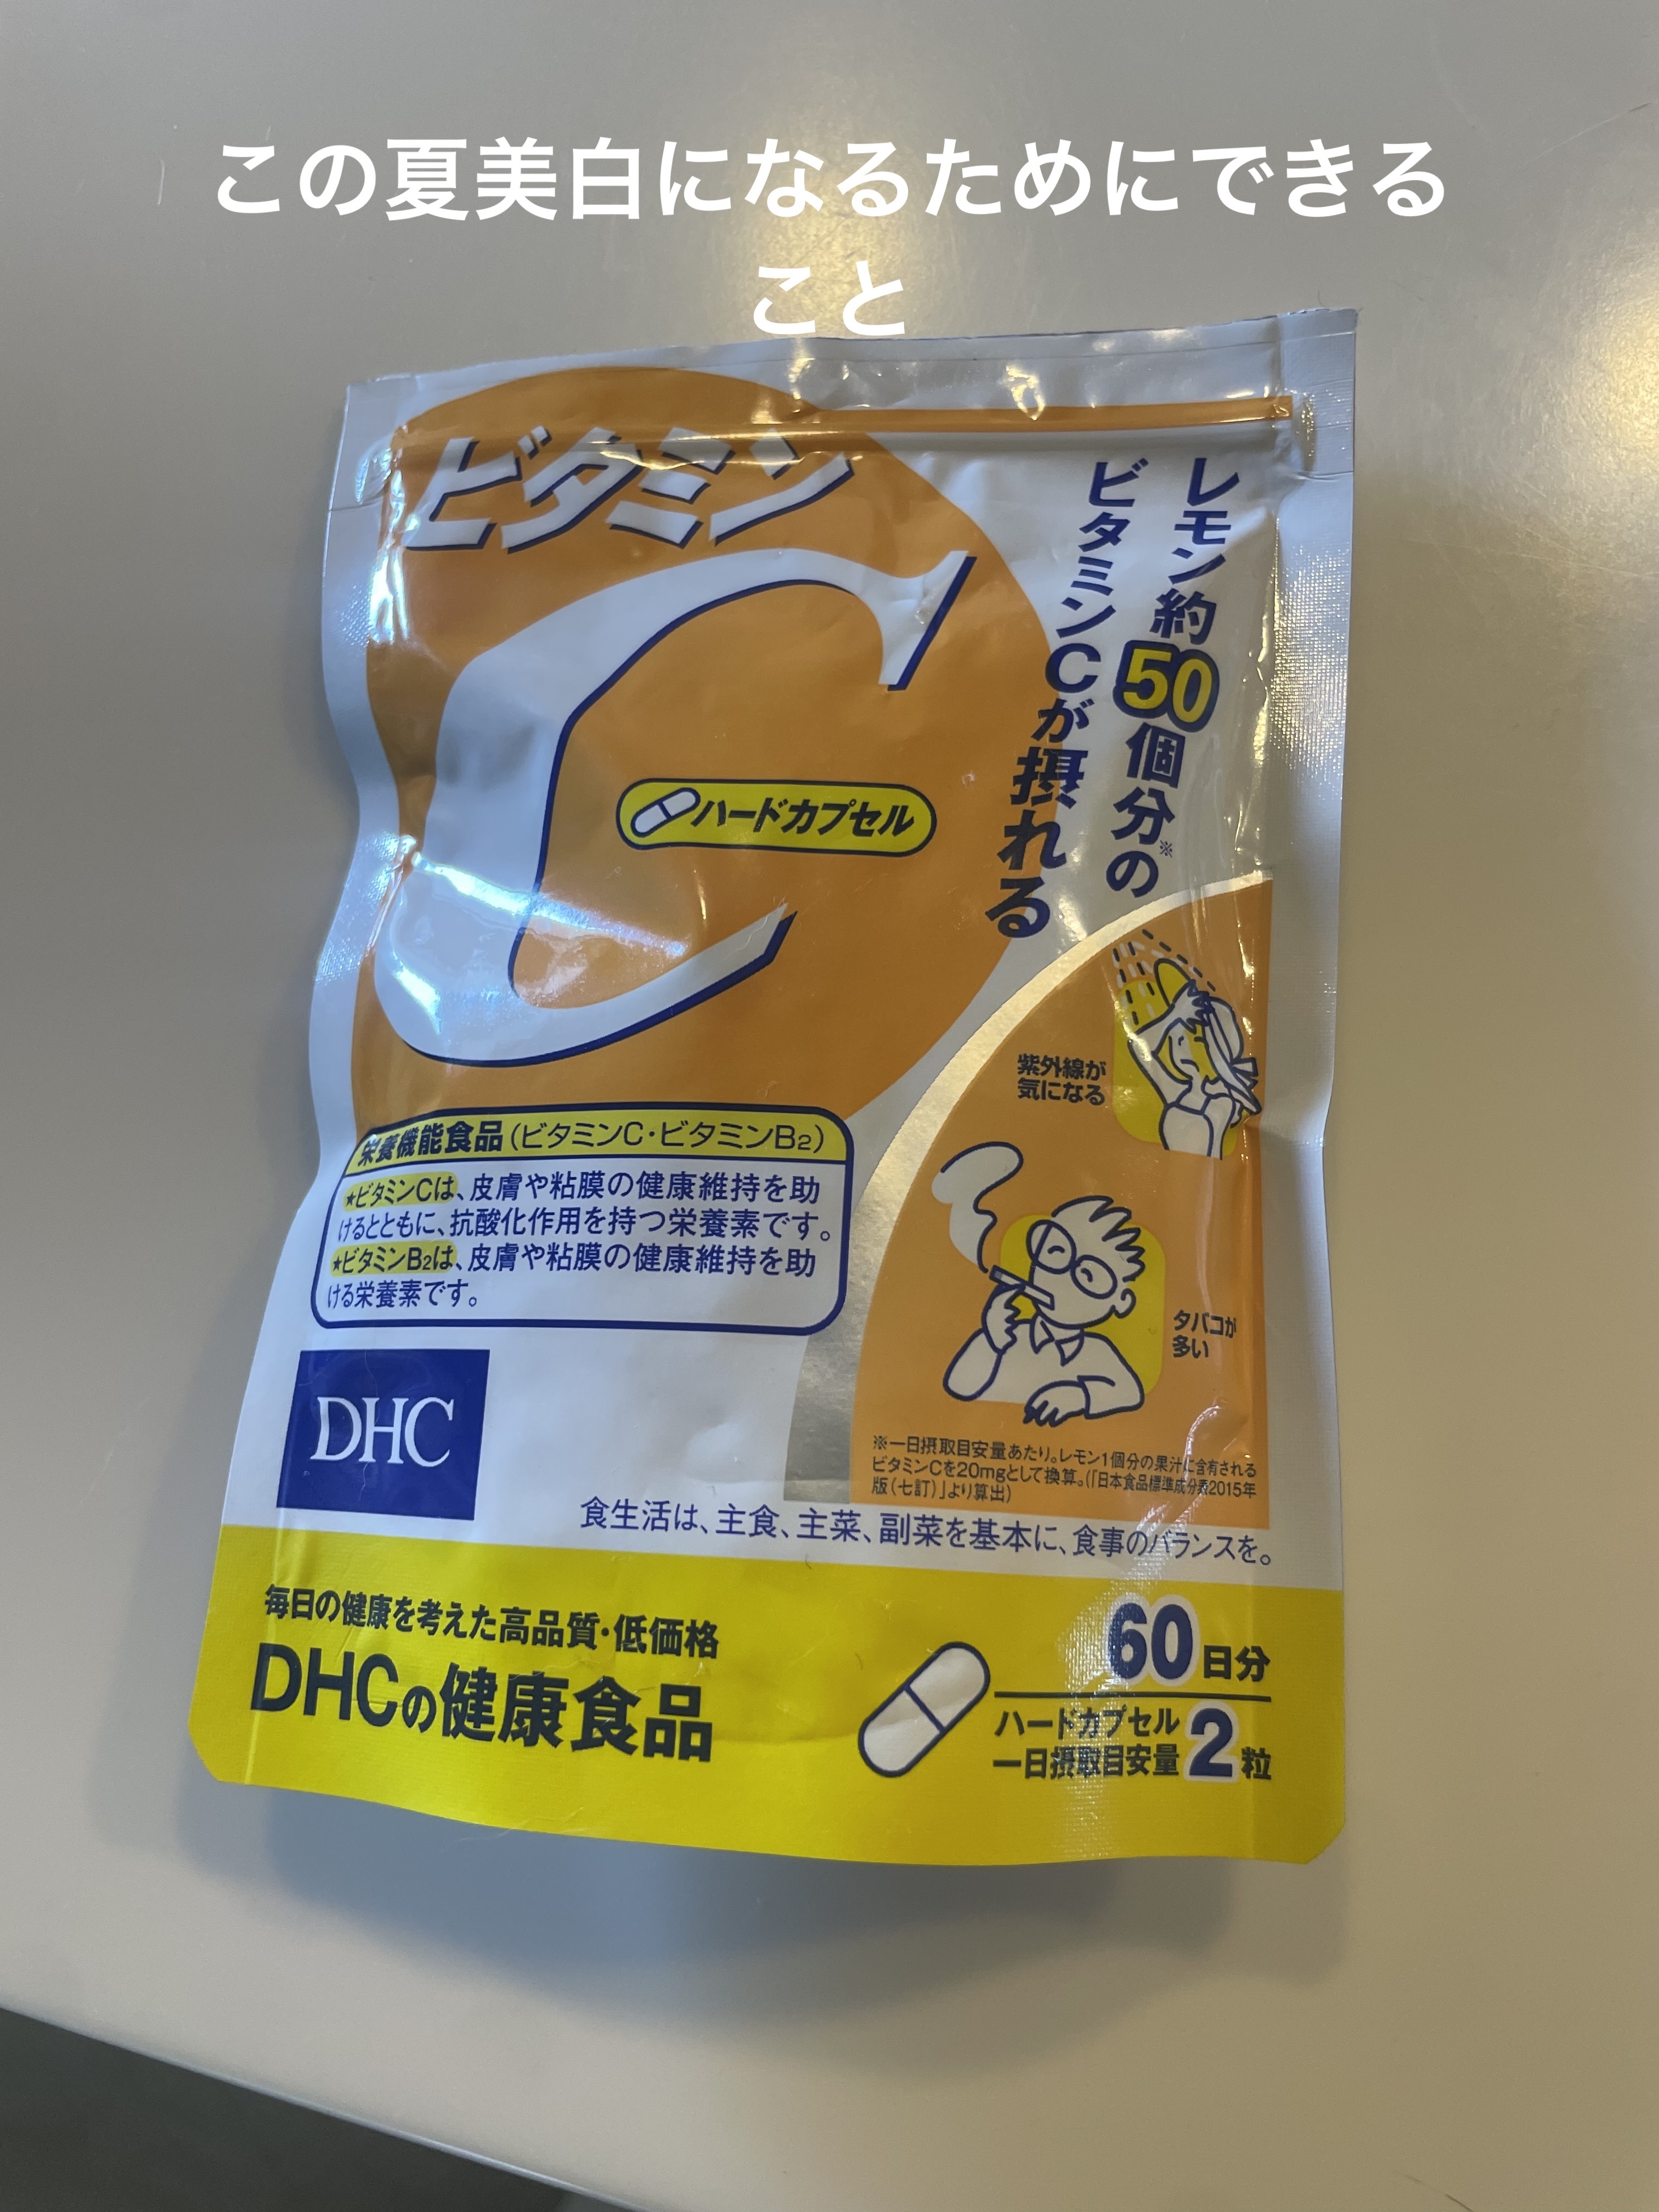 この夏美白になるためにできる
こと
ビタミン
C
ハードカプセル
レモン約50個分の※
ビタミンCが摂れる
紫外線が
気になる
タバコが
多い
栄養機能食品（ビタミンC・ビタミンB₂）
★ビタミンCは、皮膚や粘膜の健康維持を助
けるとともに、抗酸化作用を持つ栄養素です。
★ビタミンB₂は、皮膚や粘膜の健康維持を助
ける栄養素です。
DHC
※一日摂取目安量あたり。レモン1個分の果汁に含有される
ビタミンCを20mgとして換算。(「日本食品標準成分表2015年
版（七訂）」より算出)
食生活は、主食、主菜、副菜を基本に、食事のバランスを。
毎日の健康を考えた高品質・低価格
DHCの健康食品
60日分
ハードカプセル
一日摂取目安量2粒